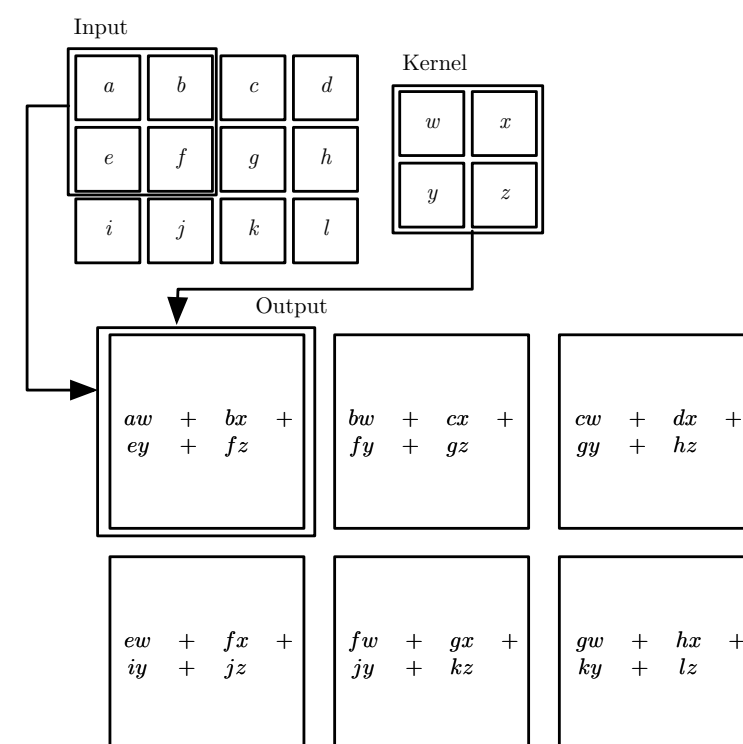 Input
a b c d
e f g h
i j k l
Kernel
w x
y z
Output
aw + bx +
ey + fz
bw + cx +
fy + gz
cw + dx +
gy + hz
ew + fx +
iy + jz
fw + gx +
jy + kz
gw + hx +
ky + lz